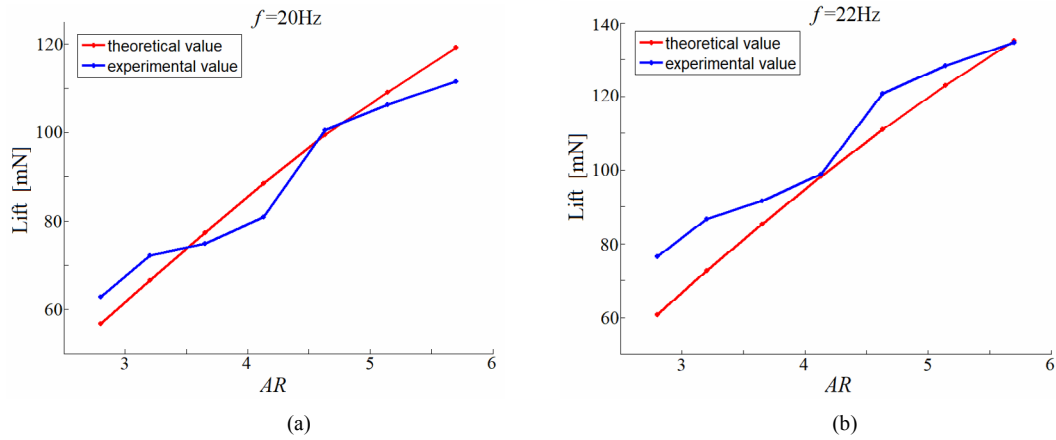 f=20Hz
theoretical value
experimental value
120
100
80
60
Lift [mN]
3
4
5
6
AR
(a)
f=22Hz
theoretical value
experimental value
140
120
100
80
60
Lift [mN]
3
4
5
6
AR
(b)